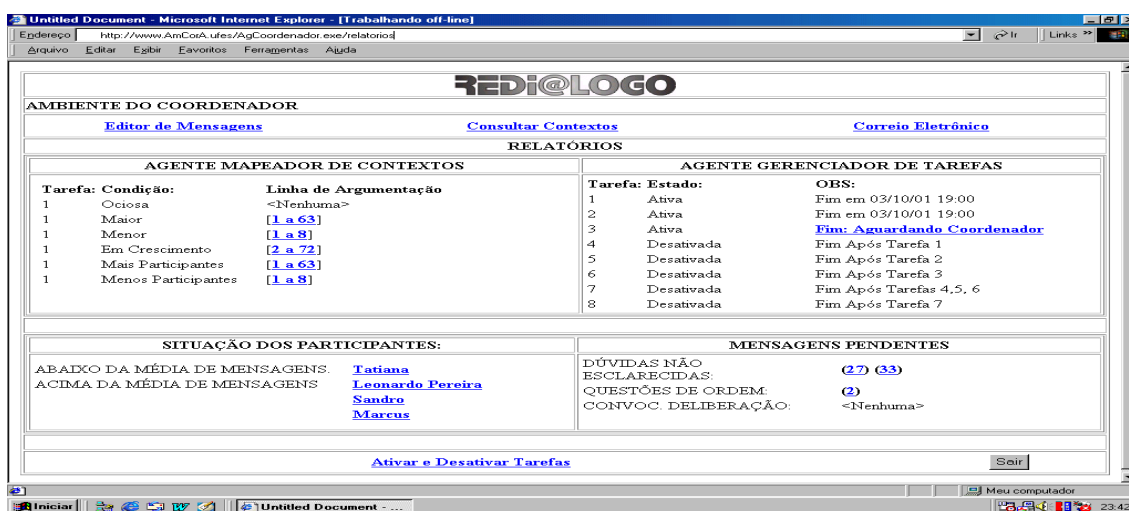 Untitled Document - Microsoft Internet Explorer - [Trabalhando off-line]
Endereço http://www.AmCorA.ufes/AgCoordenador.exe/relatorios Ir Links »
Arquivo Editar Exibir Favoritos Ferramentas Ajuda
REDi@LOGO
AMBIENTE DO COORDENADOR
Editor de Mensagens Consultar Contextos Correio Eletrônico
RELATÓRIOS
AGENTE MAPEADOR DE CONTEXTOS
Tarefa: Condição: Linha de Argumentação
1 Ociosa <Nenhuma>
1 Maior [1 a 63]
1 Menor [1 a 8]
1 Em Crescimento [2 a 72]
1 Mais Participantes [1 a 63]
1 Menos Participantes [1 a 8]
AGENTE GERENCIADOR DE TAREFAS
Tarefa: Estado: OBS:
1 Ativa Fim em 03/10/01 19:00
2 Ativa Fim em 03/10/01 19:00
3 Ativa Fim: Aguardando Coordenador
4 Desativada Fim Após Tarefa 1
5 Desativada Fim Após Tarefa 2
6 Desativada Fim Após Tarefa 3
7 Desativada Fim Após Tarefas 4,5, 6
8 Desativada Fim Após Tarefa 7
SITUAÇÃO DOS PARTICIPANTES:
ABAIXO DA MÉDIA DE MENSAGENS. Tatiana
ACIMA DA MÉDIA DE MENSAGENS Leonardo Pereira
Sandro
Marcus
MENSAGENS PENDENTES
DÚVIDAS NÃO
ESCLARECIDAS: (27) (33)
QUESTÕES DE ORDEM: (2)
CONVOC. DELIBERAÇÃO: <Nenhuma>
Ativar e Desativar Tarefas Sair
Meu computador
Iniciar Untitled Document - ... 23:42